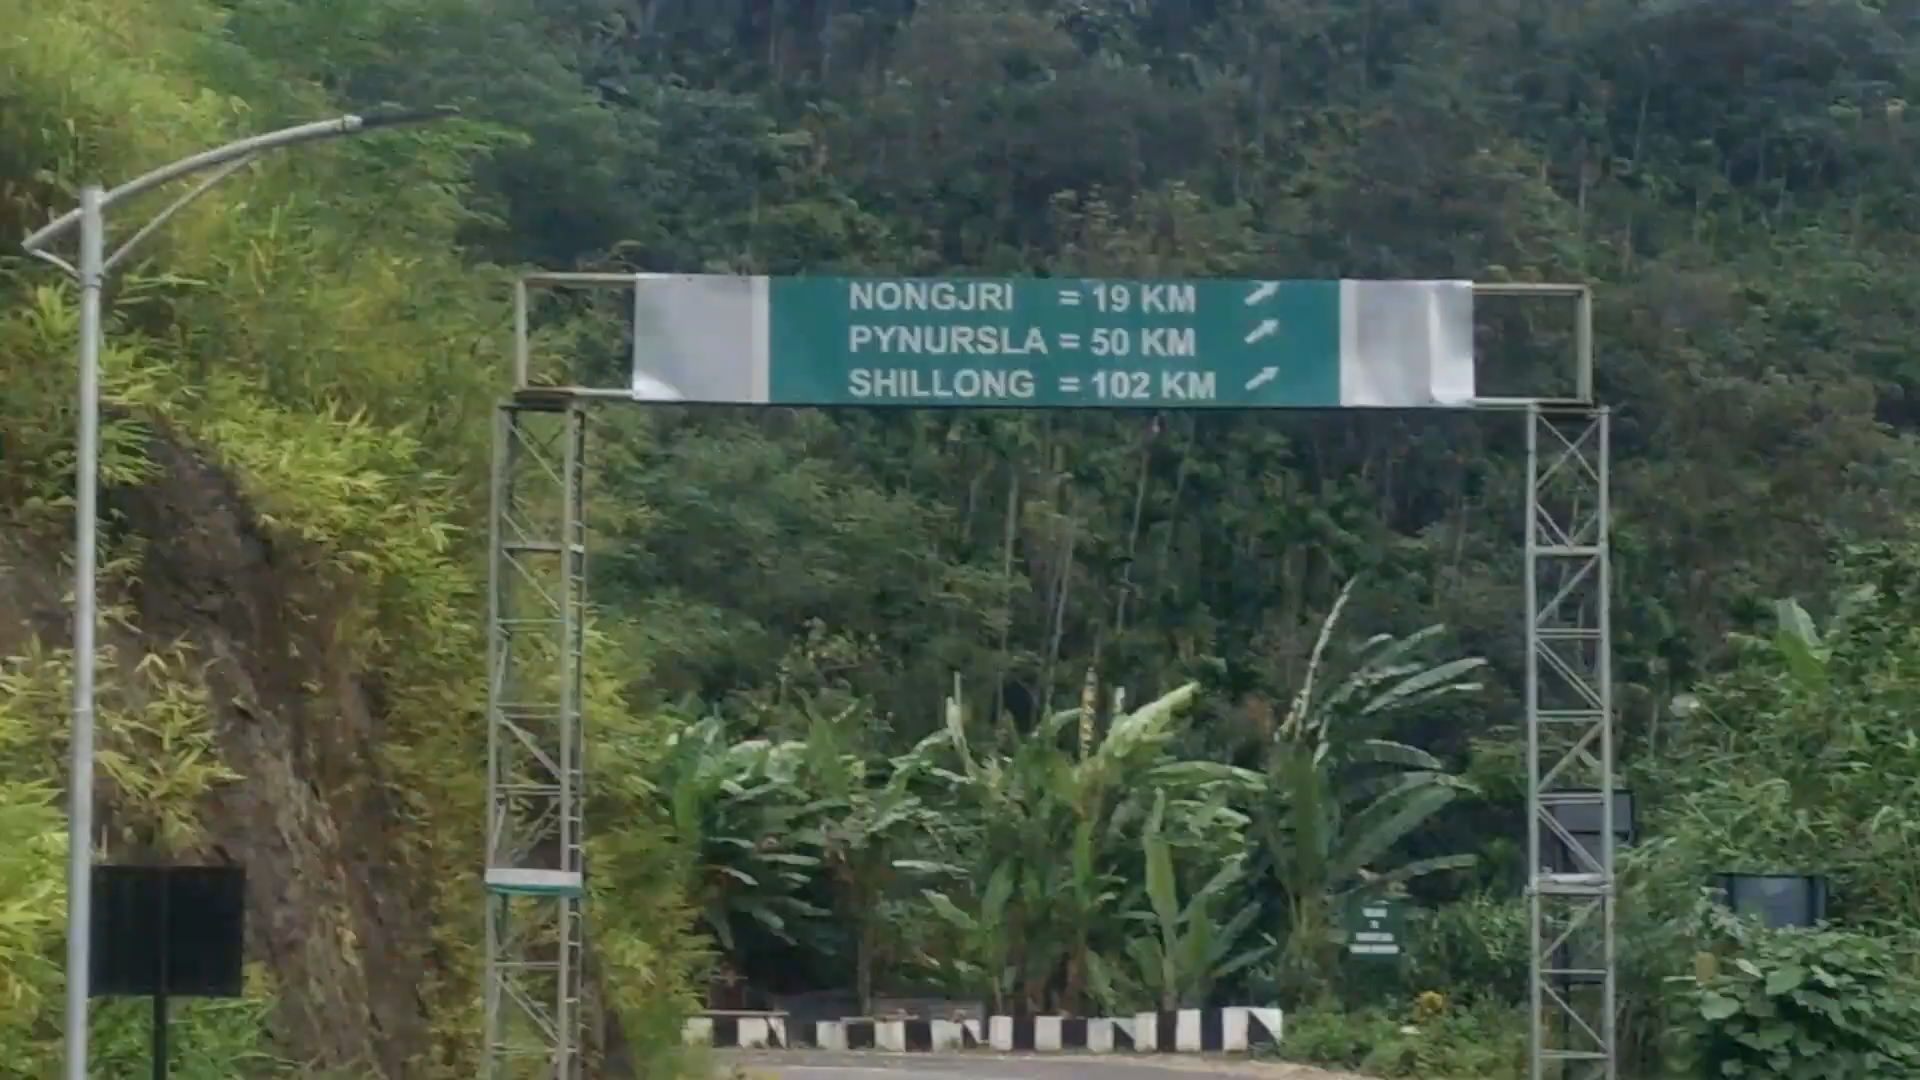 NONGJRI = 19 KM
PYNURSLA = 50 KM
SHILLONG = 102 KM